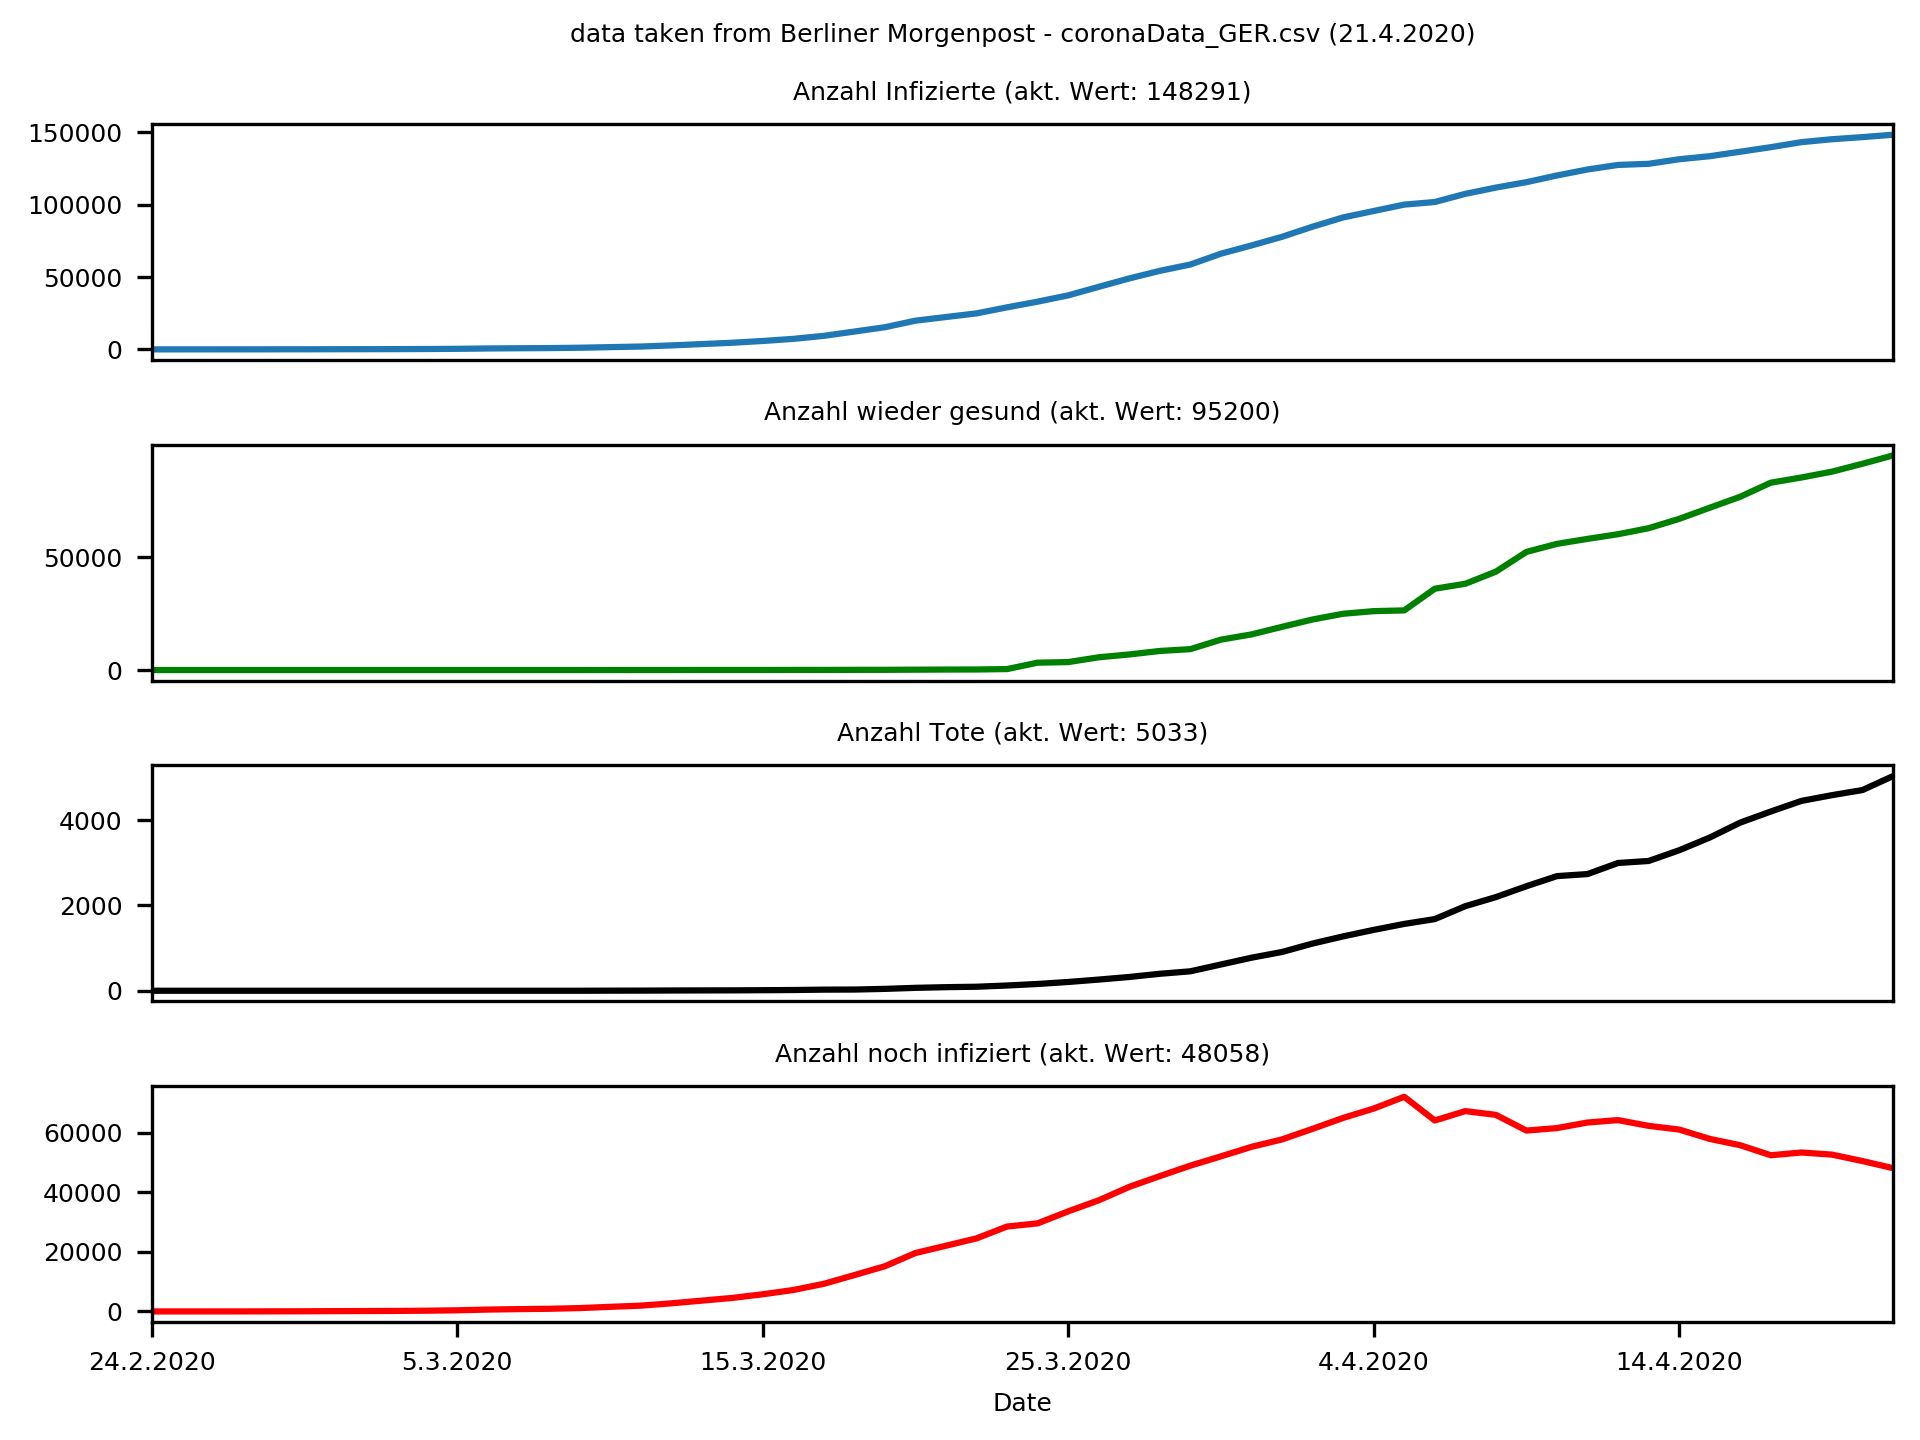 data taken from Berliner Morgenpost - coronaData_GER.csv (21.4.2020)
Anzahl Infizierte (akt. Wert: 148291)
150000
100000
50000
0
Anzahl wieder gesund (akt. Wert: 95200)
50000
0
Anzahl Tote (akt. Wert: 5033)
4000
2000
0
Anzahl noch infiziert (akt. Wert: 48058)
60000
40000
20000
0
24.2.2020 5.3.2020 15.3.2020 25.3.2020 4.4.2020 14.4.2020
Date